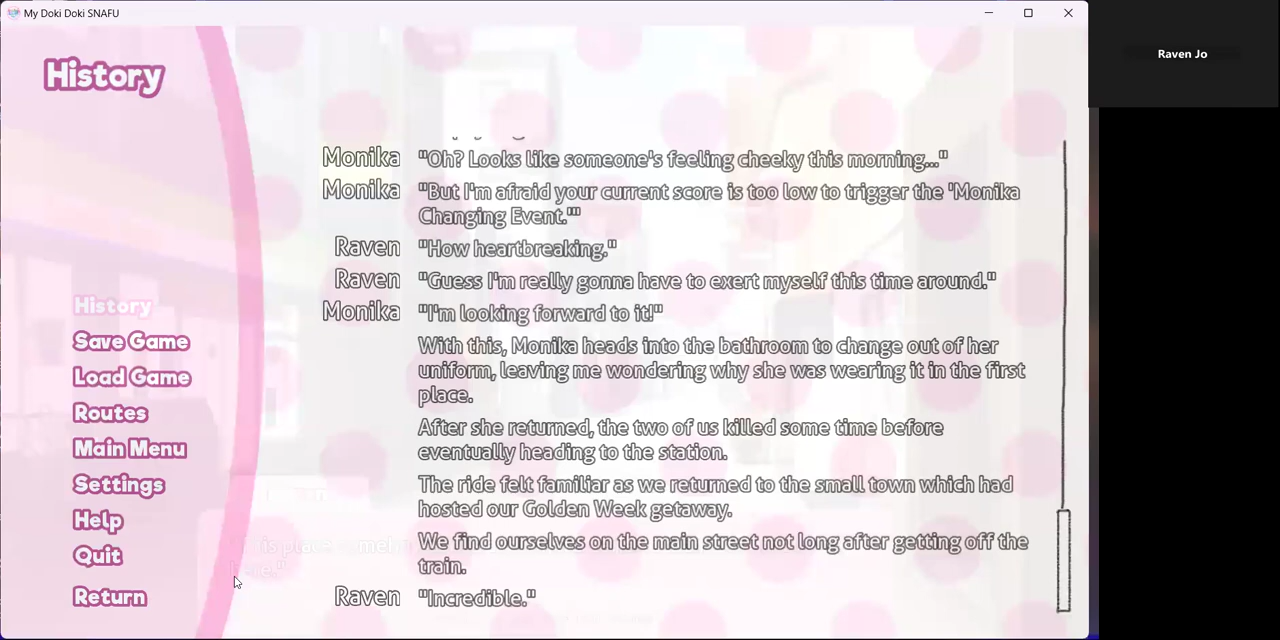 My Doki Doki SNAFU
Raven Jo
History
Monika "Oh? Looks like someone's feeling cheeky this morning..."
Monika "But I'm afraid your current score is too low to trigger the 'Monika
Changing Event.'"
Raven "How heartbreaking."
Raven "Guess I'm really gonna have to exert myself this time around."
Monika "I'm looking forward to it!"
With this, Monika heads into the bathroom to change out of her
uniform, leaving me wondering why she was wearing it in the first
place.
After she returned, the two of us killed some time before
eventually heading to the station.
The ride felt familiar as we returned to the small town which had
hosted our Golden Week getaway.
We find ourselves on the main street not long after getting off the
train.
Raven "Incredible."
History
Save Game
Load Game
Routes
Main Menu
Settings
Help
Quit
Return